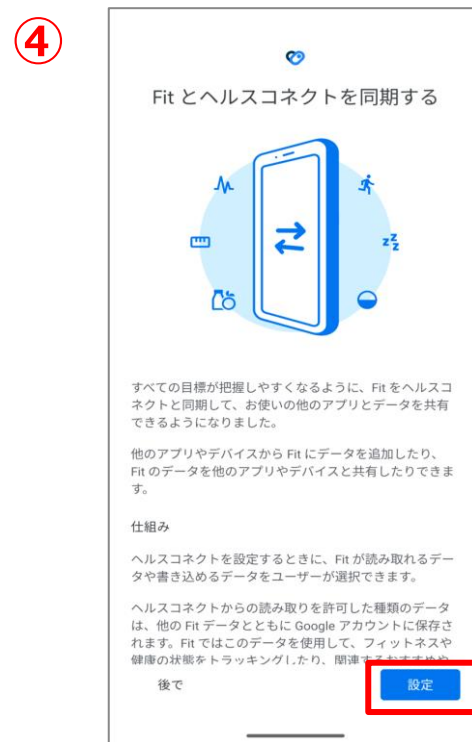 ④
Fit とヘルスコネクトを同期する
すべての目標が把握しやすくなるように、Fit をヘルスコ
ネクトと同期して、お使いの他のアプリとデータを共有
できるようになりました。
他のアプリやデバイスから Fit にデータを追加したり、
Fit のデータを他のアプリやデバイスと共有したりできま
す。
仕組み
ヘルスコネクトを設定するときに、Fit が読み取れるデー
タや書き込めるデータをユーザーが選択できます。
ヘルスコネクトからの読み取りを許可した種類のデータ
は、他の Fit データとともに Google アカウントに保存さ
れます。Fit ではこのデータを使用して、フィットネスや
健康の状態をトラッキングしたり、関連するおすすめや
後で
設定